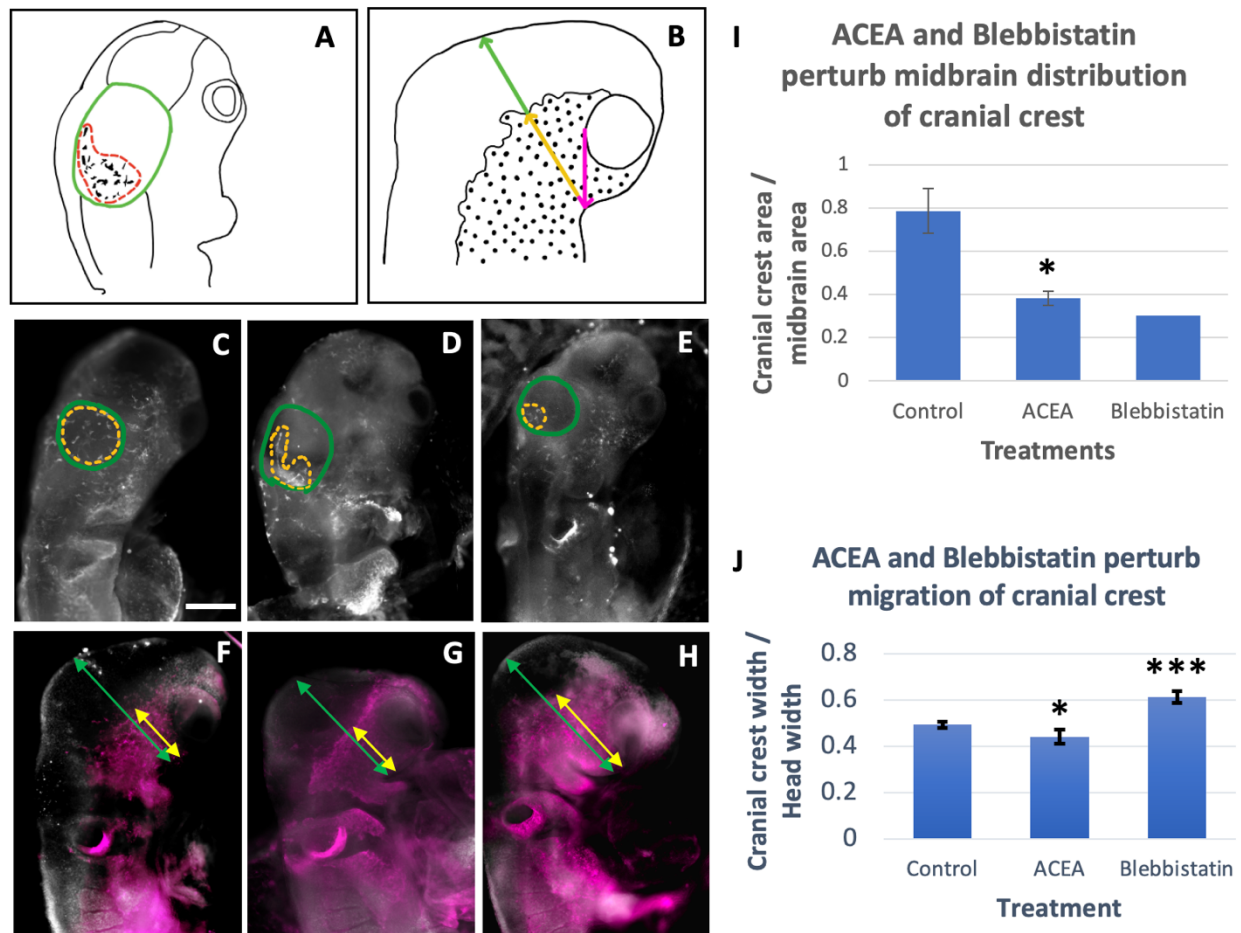 A
B
C
D
E
F
G
H
I
ACEA and Blebbistatin
perturb midbrain distribution
of cranial crest
Cranial crest area /
midbrain area
1
0.8
0.6
0.4
0.2
0
*
Control
ACEA
Blebbistatin
Treatments
J
ACEA and Blebbistatin perturb
migration of cranial crest
Cranial crest width /
Head width
0.8
0.6
0.4
0.2
0
*
***
Control
ACEA
Blebbistatin
Treatment